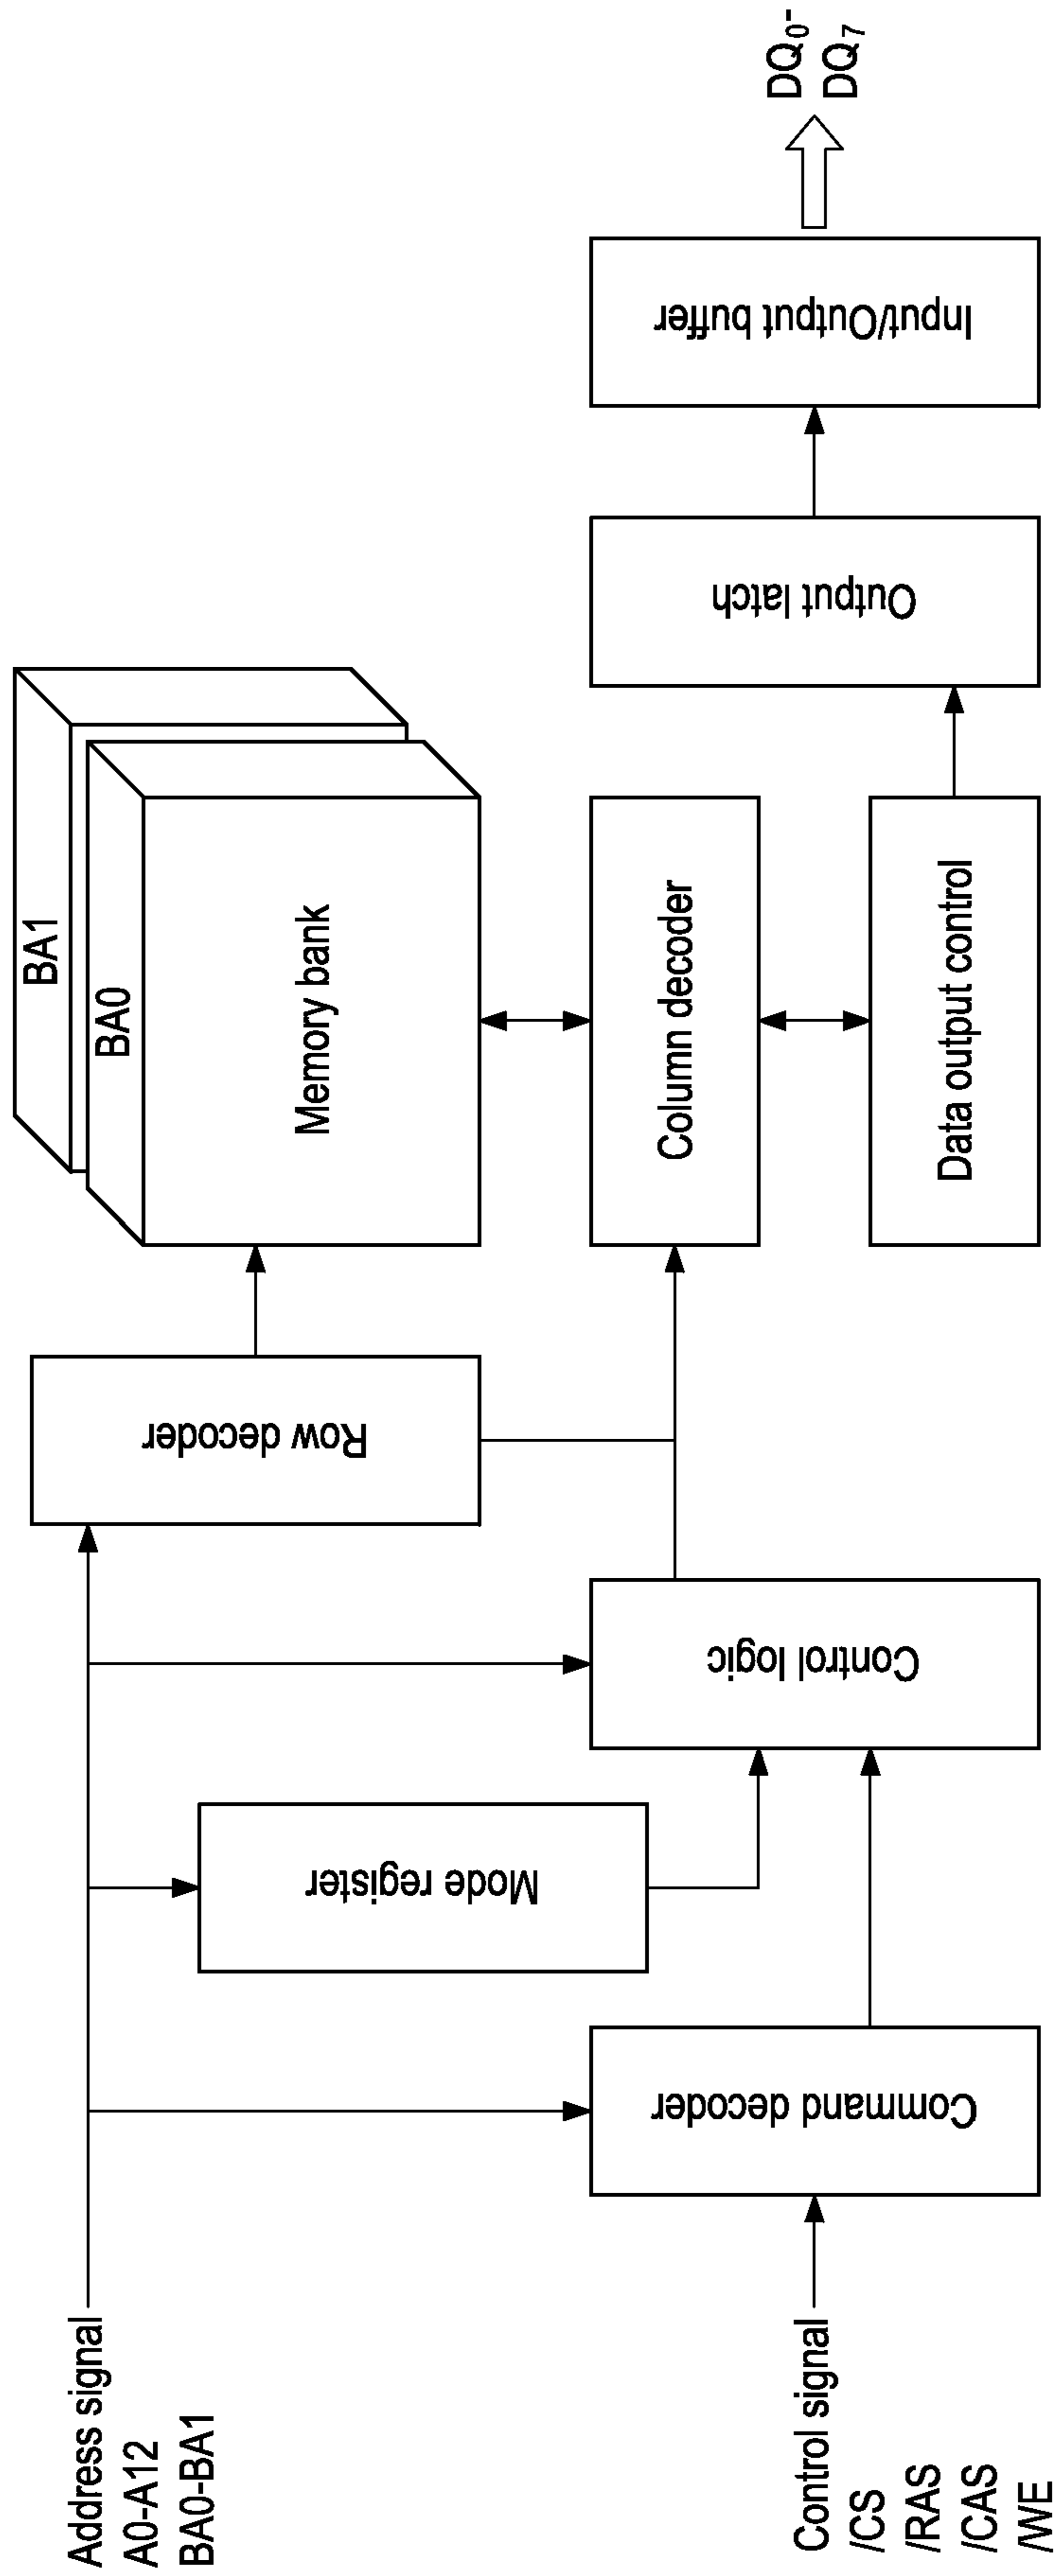 Address signal
A0-A12
BA0-BA1
Control signal
/CS
/RAS
/CAS
/WE
Command decoder
Mode register
Control logic
Row decoder
BA1
BA0
Memory bank
Column decoder
Data output control
Output latch
Input/Output buffer
DQ0-
DQ7